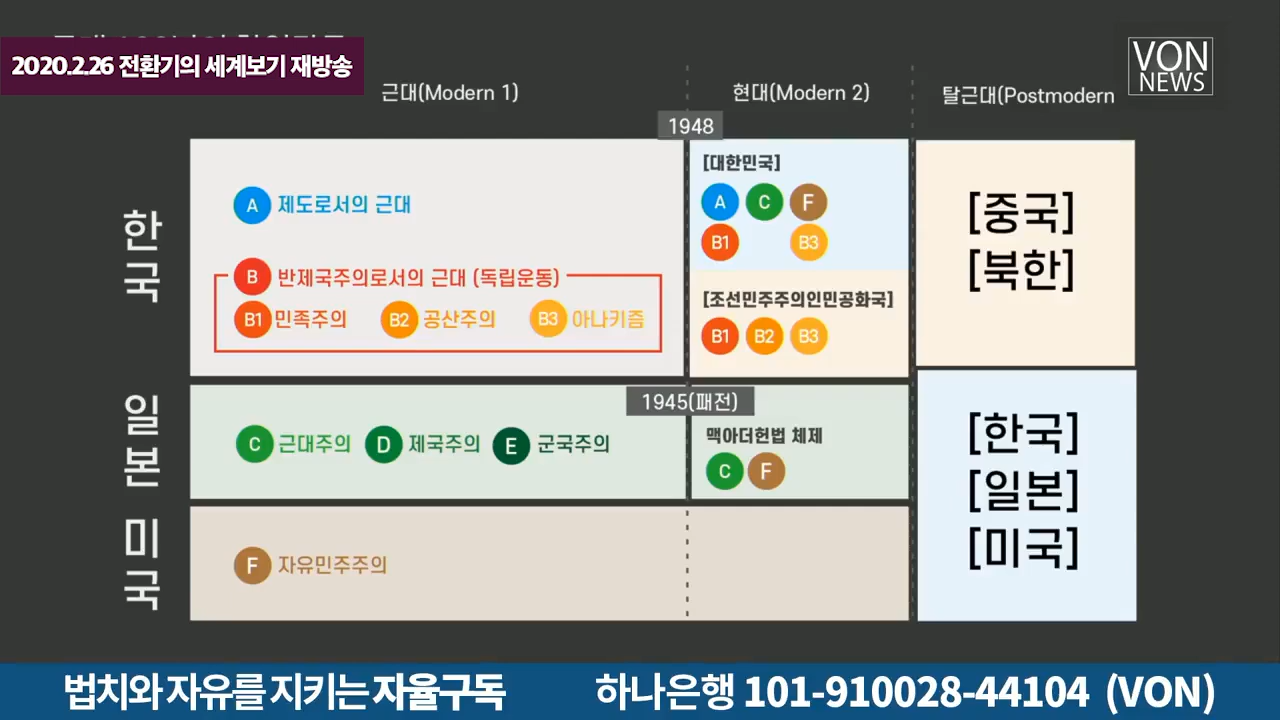 2020.2.26 전환기의 세계보기 재방송
VON
NEWS
근대(Modern 1)
현대(Modern 2)
탈근대(Postmodern
1948
한국
A 제도로서의 근대
B 반제국주의로서의 근대 (독립운동)
B1 민족주의 B2 공산주의 B3 아나키즘
[대한민국]
A C F
B1 B3
[조선민주주의인민공화국]
B1 B2 B3
[중국]
[북한]
일본
1945(패전)
C 근대주의 D 제국주의 E 군국주의
맥아더헌법 체제
C F
[한국]
[일본]
[미국]
미국
F 자유민주주의
법치와 자유를 지키는 자율구독 하나은행 101-910028-44104 (VON)